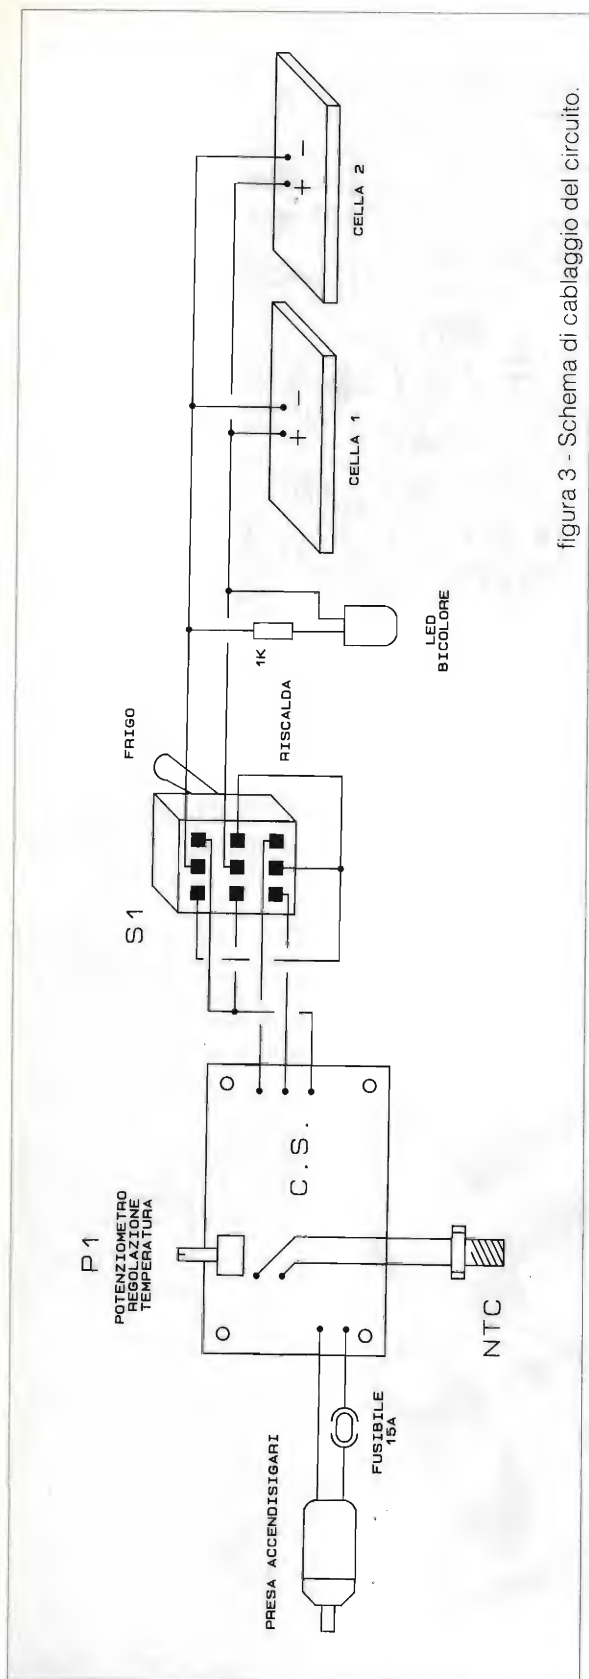 PRESA ACCENDISIGARI
FUSIBILE
15A
P1
POTENZIOMETRO
REGOLAZIONE
TEMPERATURA
C.S.
NTC
S1
FRIGO
RISCALDA
1K
LED
BICOLORE
+
-
CELLA 1
+
-
CELLA 2
figura 3 - Schema di cablaggio del circuito.